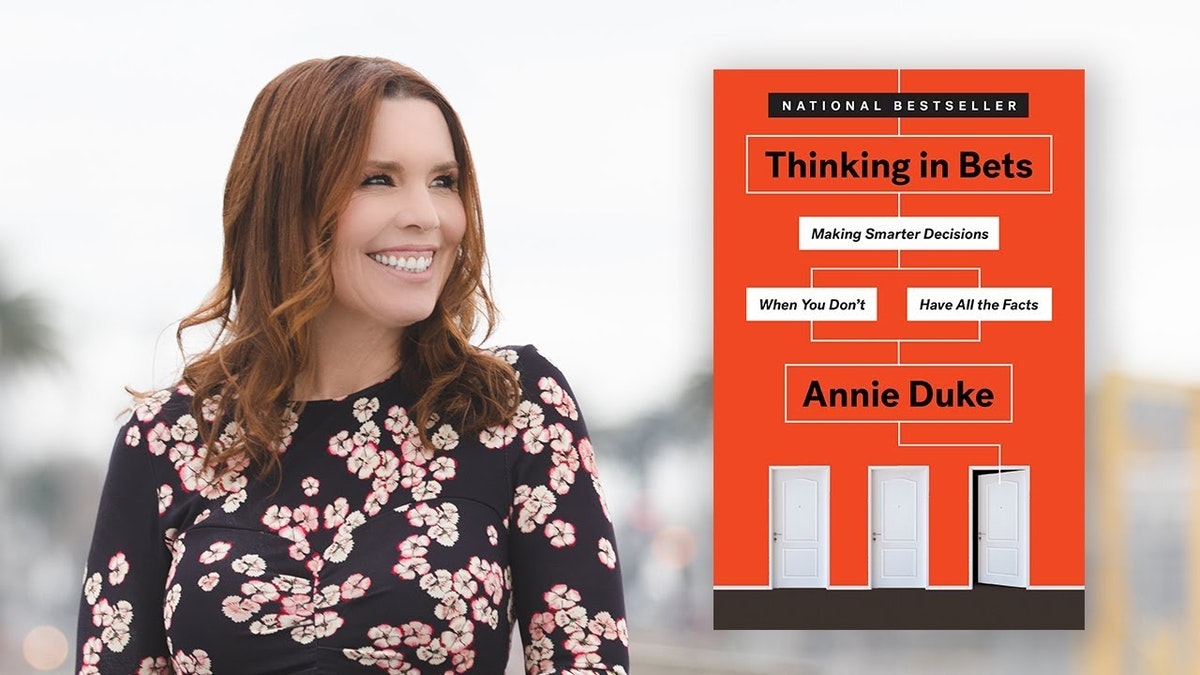 NATIONAL BESTSELLER
Thinking in Bets
Making Smarter Decisions
When You Don't
Have All the Facts
Annie Duke